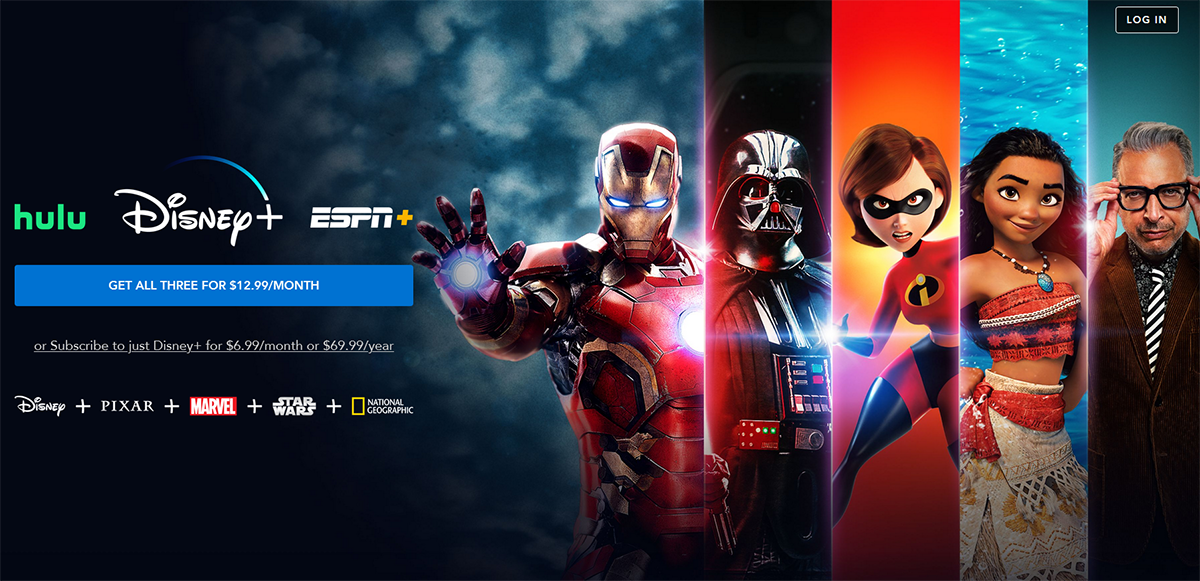 LOG IN
hulu Disney+ ESPN+
GET ALL THREE FOR $12.99/MONTH
or Subscribe to just Disney+ for $6.99/month or $69.99/year
Disney + PIXAR + MARVEL + STAR WARS + NATIONAL GEOGRAPHIC